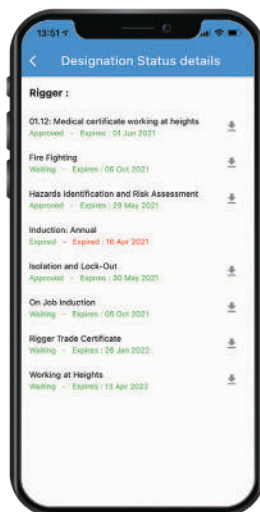 13:51
Designation Status details
Rigger :
01.12: Medical certificate working at heights
Approved - Expires : 01 Jun 2021
Fire Fighting
Waiting - Expires : 06 Oct 2021
Hazards Identification and Risk Assessment
Approved - Expires : 29 May 2021
Induction: Annual
Expired - Expired : 16 Apr 2021
Isolation and Lock-Out
Approved - Expires : 30 May 2021
On Job Induction
Waiting - Expires : 06 Oct 2021
Rigger Trade Certificate
Waiting - Expires : 26 Jan 2022
Working at Heights
Waiting - Expires : 13 Apr 2022